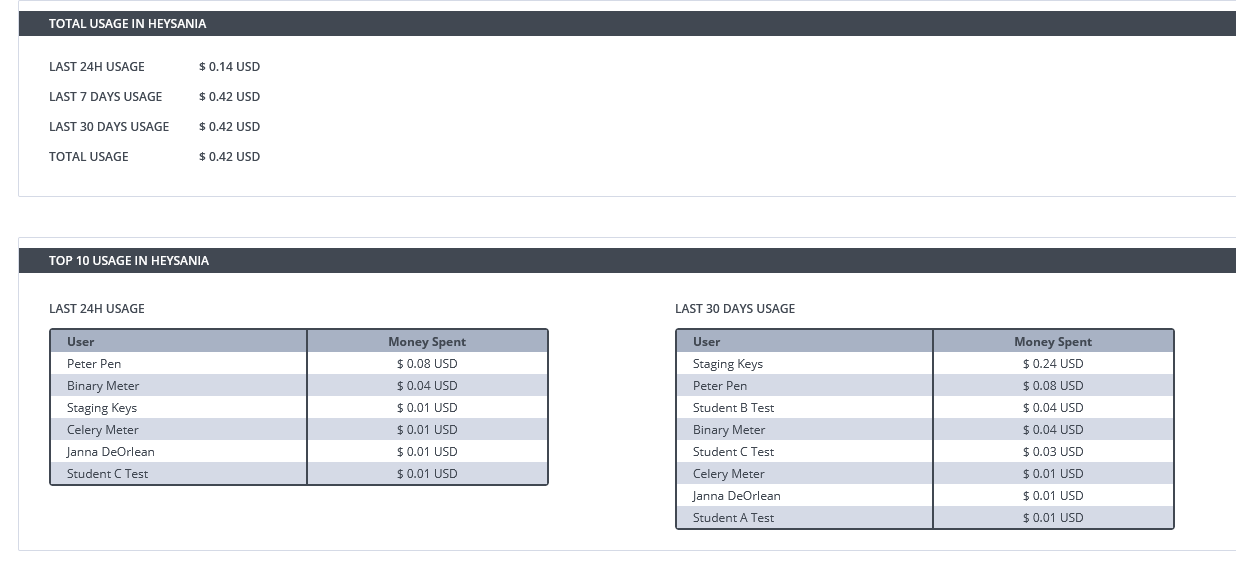 TOTAL USAGE IN HEYSANIA
LAST 24H USAGE $ 0.14 USD
LAST 7 DAYS USAGE $ 0.42 USD
LAST 30 DAYS USAGE $ 0.42 USD
TOTAL USAGE $ 0.42 USD
TOP 10 USAGE IN HEYSANIA
LAST 24H USAGE
User Money Spent
Peter Pen $ 0.08 USD
Binary Meter $ 0.04 USD
Staging Keys $ 0.01 USD
Celery Meter $ 0.01 USD
Janna DeOrlean $ 0.01 USD
Student C Test $ 0.01 USD
LAST 30 DAYS USAGE
User Money Spent
Staging Keys $ 0.24 USD
Peter Pen $ 0.08 USD
Student B Test $ 0.04 USD
Binary Meter $ 0.04 USD
Student C Test $ 0.03 USD
Celery Meter $ 0.01 USD
Janna DeOrlean $ 0.01 USD
Student A Test $ 0.01 USD